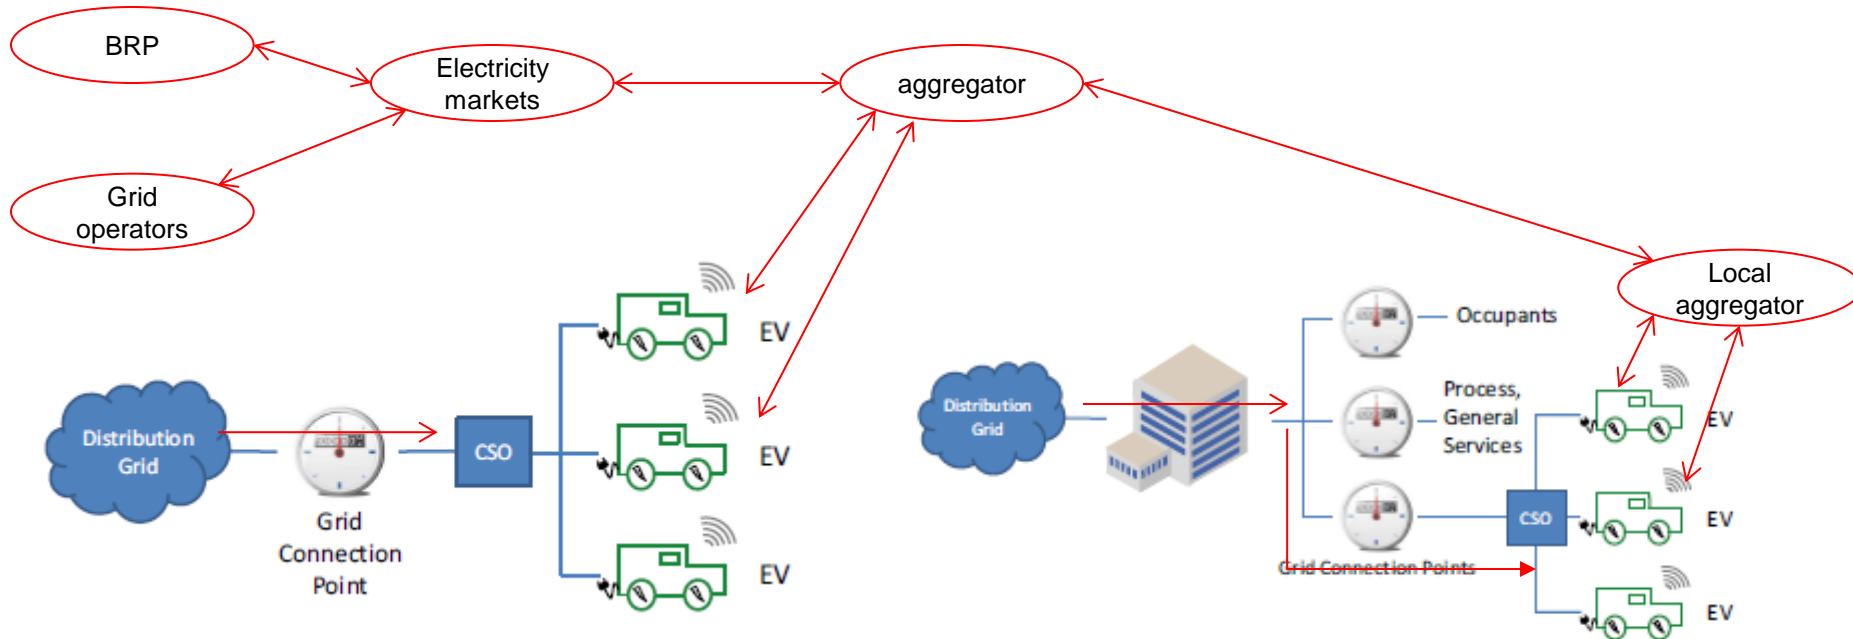 BRP
Electricity
markets
aggregator
Grid
operators
Local
aggregator
EV
EV
EV
Distribution
Grid
CSO
Grid
Connection
Point
Distribution
Grid
Occupants
Process,
General
Services
CSO
Grid Connection Points
EV
EV
EV